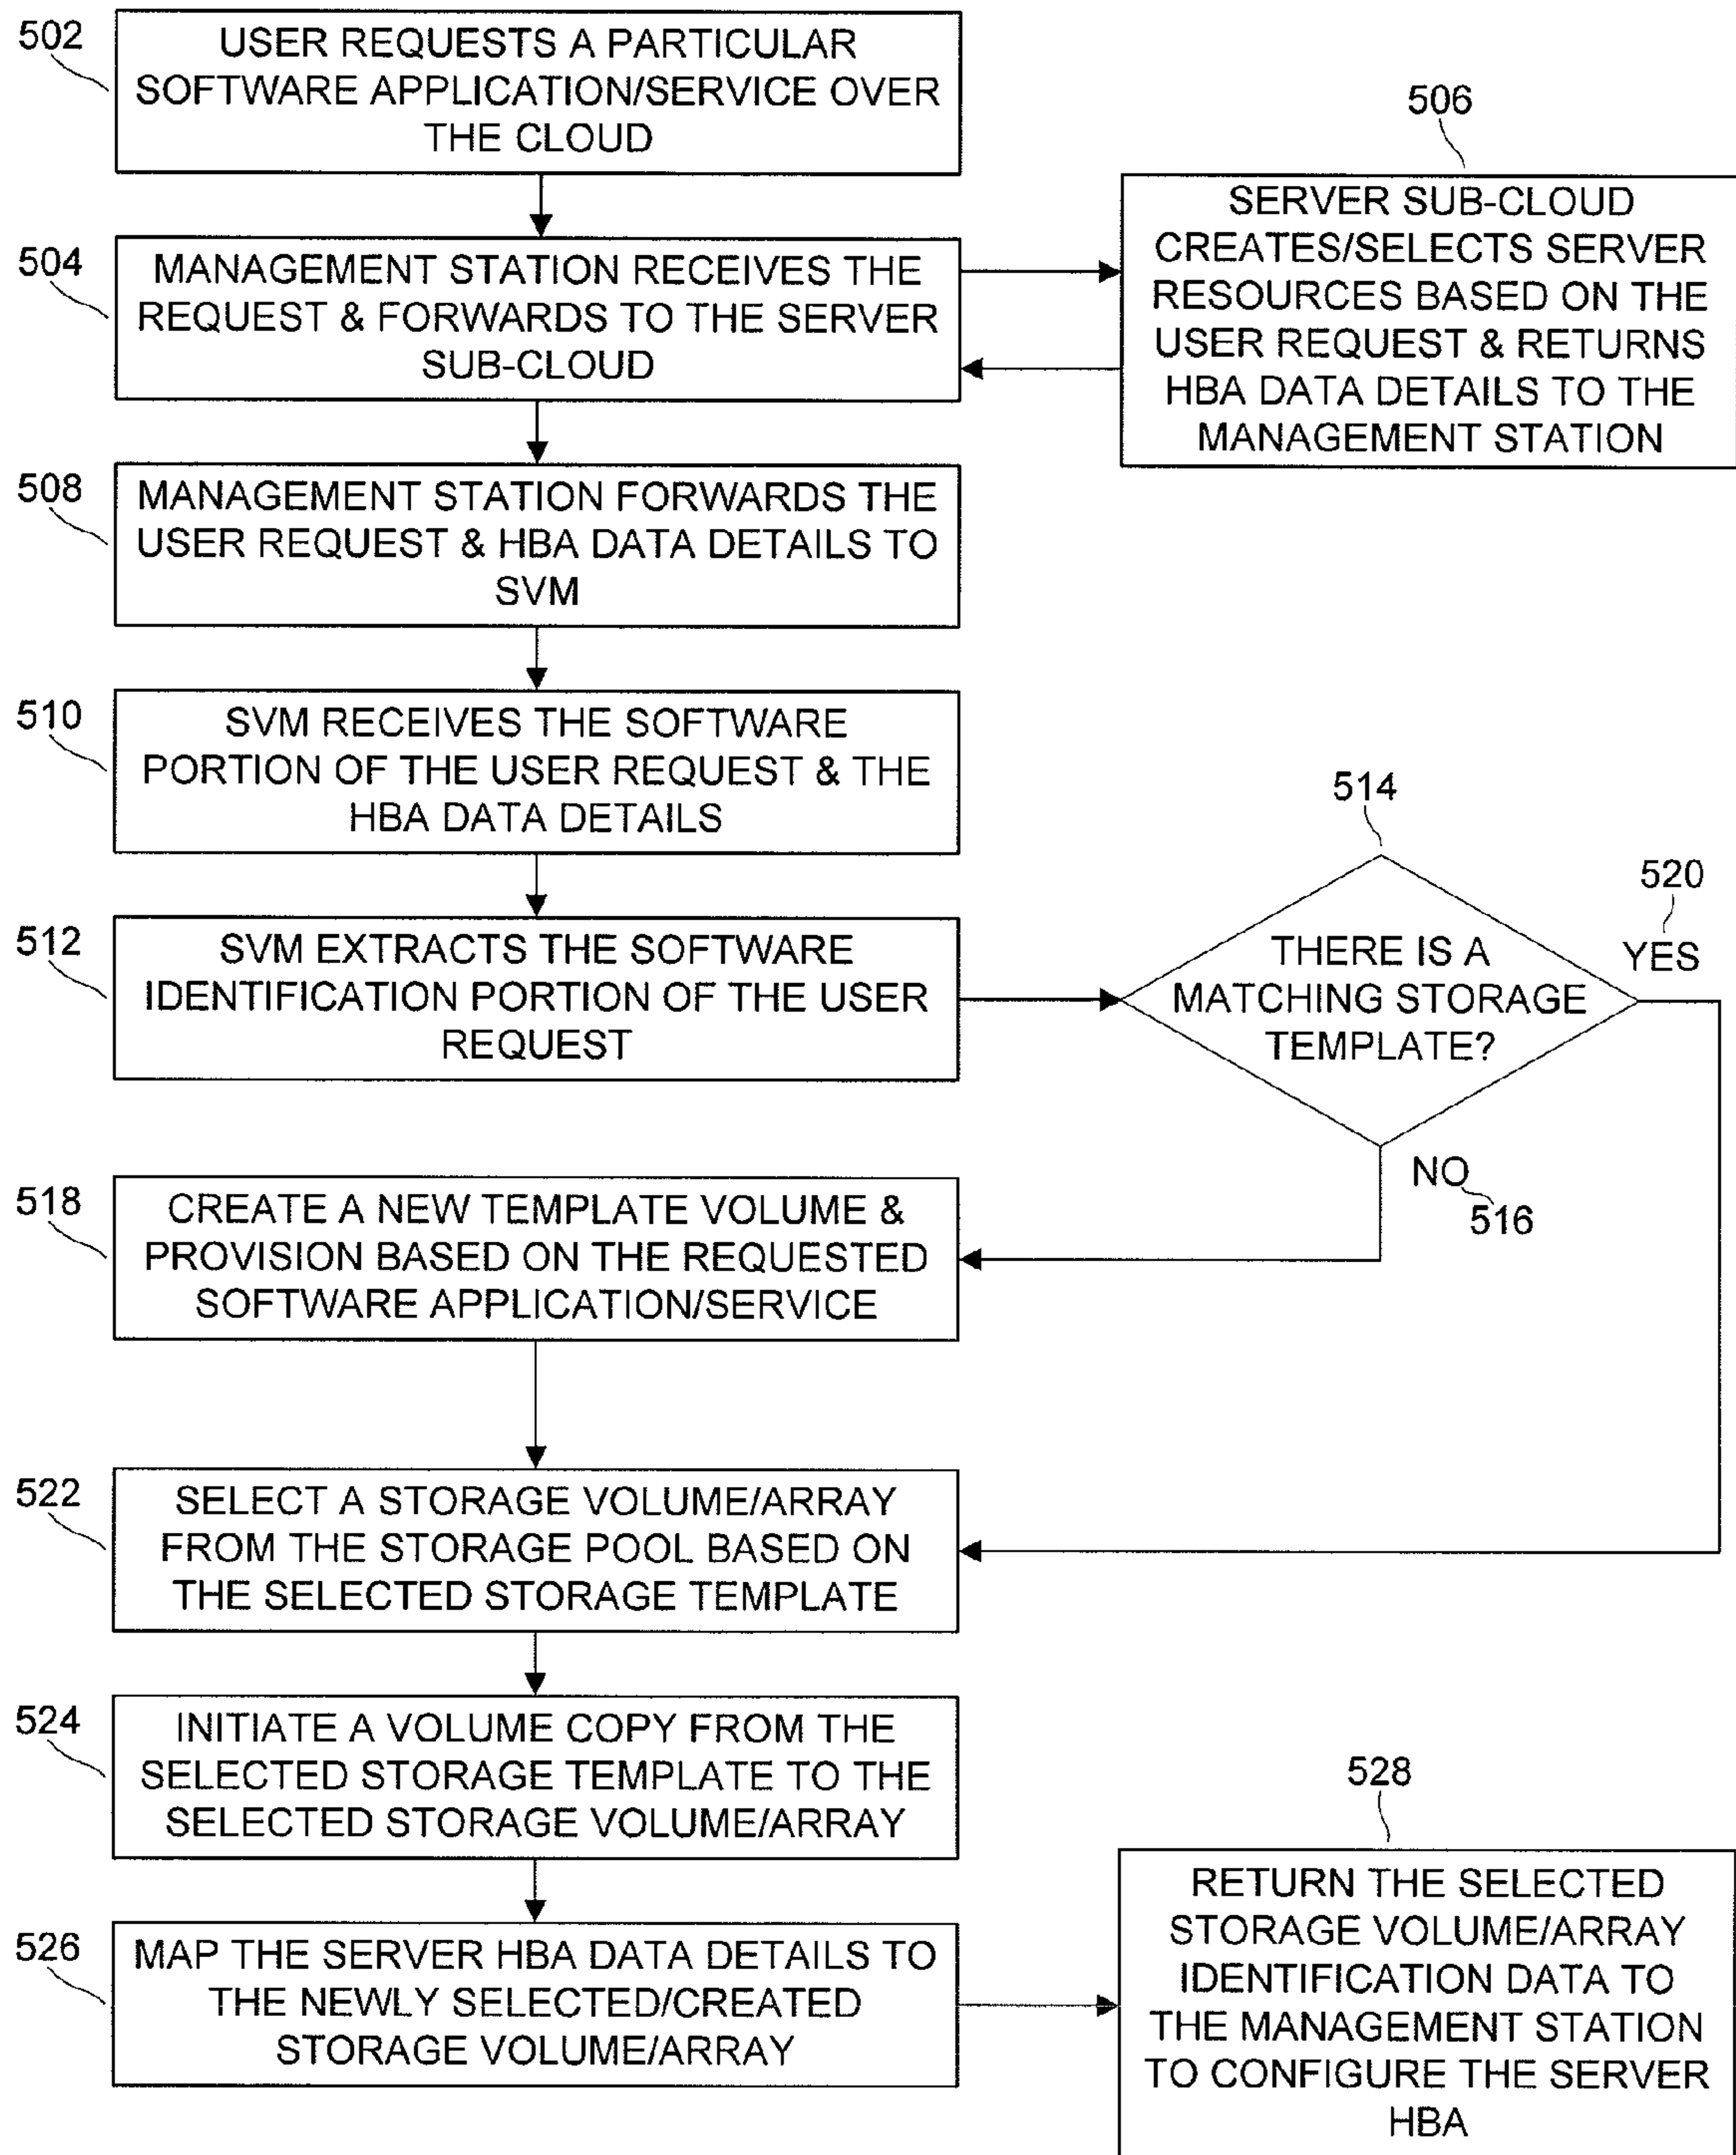 502
USER REQUESTS A PARTICULAR
SOFTWARE APPLICATION/SERVICE OVER
THE CLOUD
504
MANAGEMENT STATION RECEIVES THE
REQUEST & FORWARDS TO THE SERVER
SUB-CLOUD
506
SERVER SUB-CLOUD
CREATES/SELECTS SERVER
RESOURCES BASED ON THE
USER REQUEST & RETURNS
HBA DATA DETAILS TO THE
MANAGEMENT STATION
508
MANAGEMENT STATION FORWARDS THE
USER REQUEST & HBA DATA DETAILS TO
SVM
510
SVM RECEIVES THE SOFTWARE
PORTION OF THE USER REQUEST & THE
HBA DATA DETAILS
512
SVM EXTRACTS THE SOFTWARE
IDENTIFICATION PORTION OF THE USER
REQUEST
514
THERE IS A
MATCHING STORAGE
TEMPLATE?
520
YES
NO
516
518
CREATE A NEW TEMPLATE VOLUME &
PROVISION BASED ON THE REQUESTED
SOFTWARE APPLICATION/SERVICE
522
SELECT A STORAGE VOLUME/ARRAY
FROM THE STORAGE POOL BASED ON
THE SELECTED STORAGE TEMPLATE
524
INITIATE A VOLUME COPY FROM THE
SELECTED STORAGE TEMPLATE TO THE
SELECTED STORAGE VOLUME/ARRAY
526
MAP THE SERVER HBA DATA DETAILS TO
THE NEWLY SELECTED/CREATED
STORAGE VOLUME/ARRAY
528
RETURN THE SELECTED
STORAGE VOLUME/ARRAY
IDENTIFICATION DATA TO
THE MANAGEMENT STATION
TO CONFIGURE THE SERVER
HBA